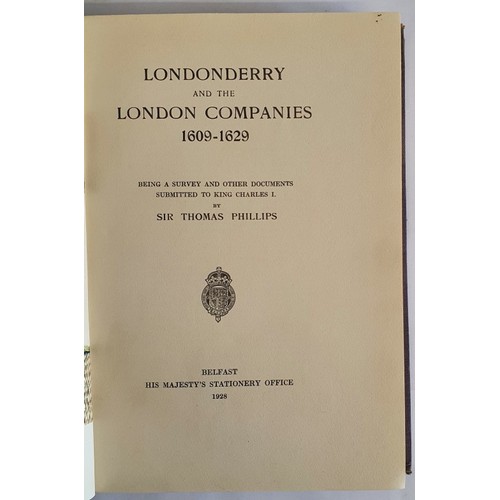 LONDONDERRY
AND THE
LONDON COMPANIES
1609-1629
BEING A SURVEY AND OTHER DOCUMENTS
SUBMITTED TO KING CHARLES I.
BY
SIR THOMAS PHILLIPS
BELFAST
HIS MAJESTY'S STATIONERY OFFICE
1928